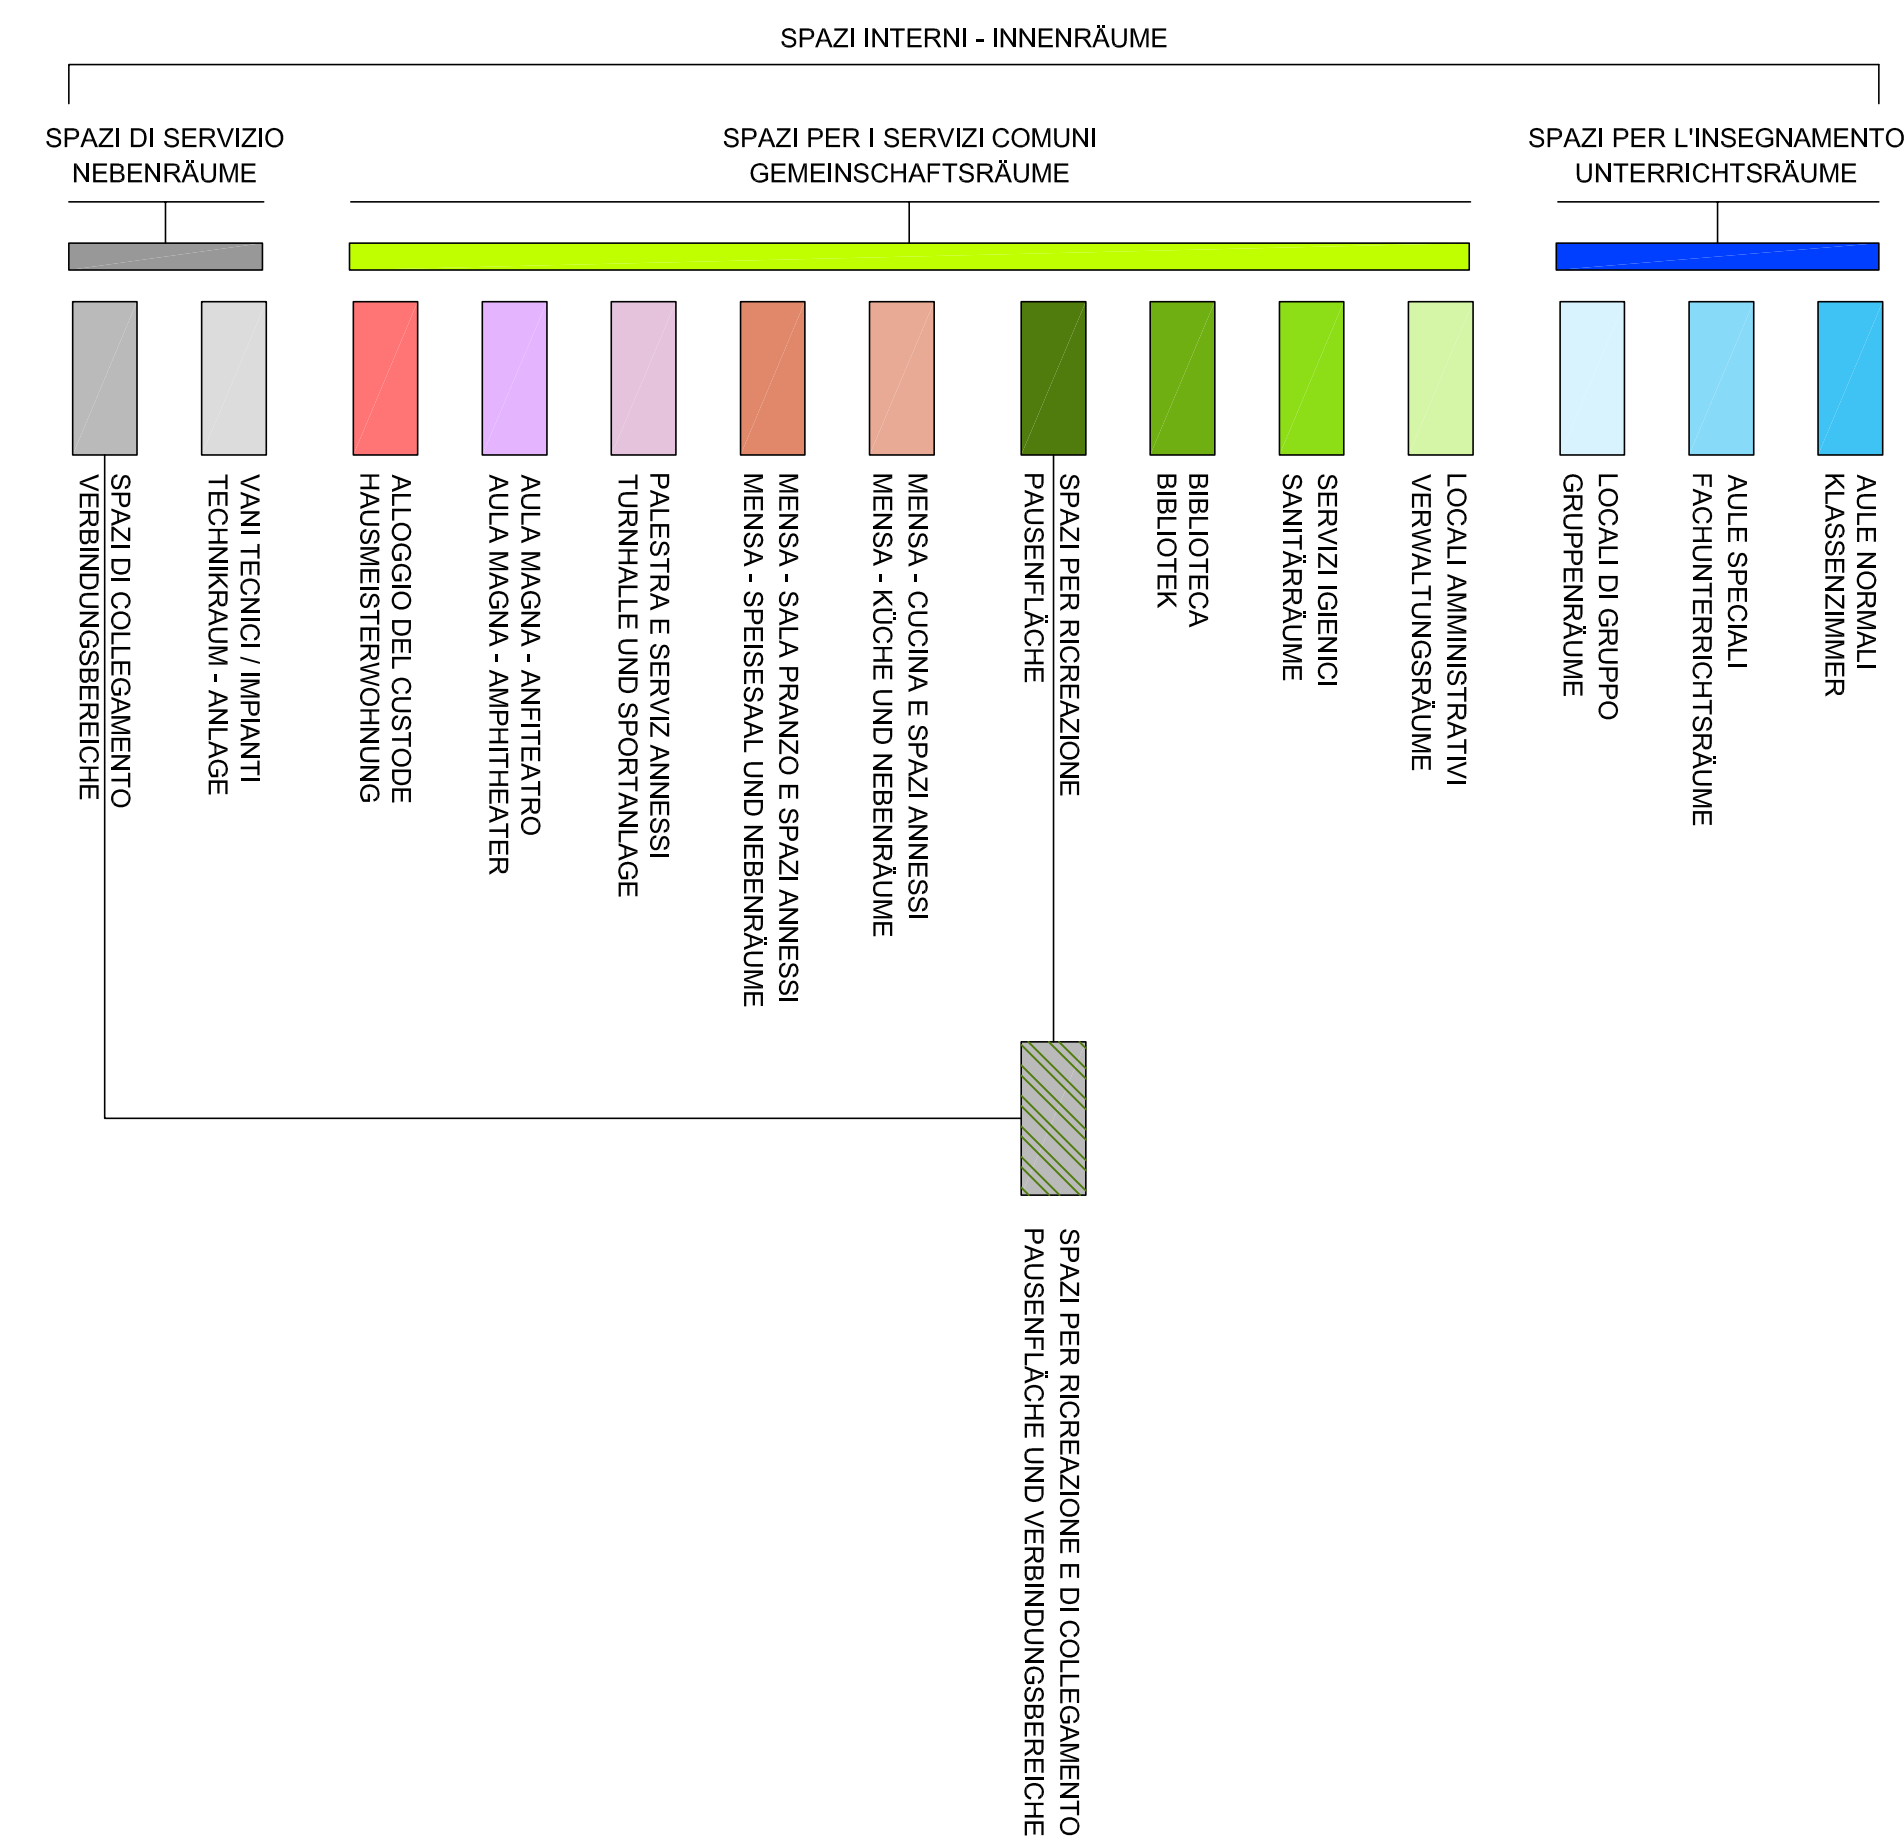 SPAZI INTERNI - INNENRÄUME
SPAZI DI SERVIZIO
NEBENRÄUME
SPAZI PER I SERVIZI COMUNI
GEMEINSCHAFTSRÄUME
SPAZI PER L'INSEGNAMENTO
UNTERRICHTSRÄUME
SPAZI DI COLLEGAMENTO
VERBINDUNGSBEREICHE
VANI TECNICI / IMPIANTI
TECHNIKRAUM - ANLAGE
ALLOGGIO DEL CUSTODE
HAUSMEISTERWOHNUNG
AULA MAGNA - ANFITEATRO
AULA MAGNA - AMPHITHEATER
PALESTRA E SERVIZ ANNESSI
TURNHALLE UND SPORTANLAGE
MENSA - SALA PRANZO E SPAZI ANNESSI
MENSA - SPEISESAAL UND NEBENRÄUME
MENSA - CUCINA E SPAZI ANNESSI
MENSA - KÜCHE UND NEBENRÄUME
SPAZI PER RICREAZIONE
PAUSENFLÄCHE
BIBLIOTECA
BIBLIOTEK
SERVIZI IGIENICI
SANITÄRRÄUME
LOCALI AMMINISTRATIVI
VERWALTUNGSRÄUME
LOCALI DI GRUPPO
GRUPPENRÄUME
AULE SPECIALI
FACHUNTERRICHTSRÄUME
AULE NORMALI
KLASSENZIMMER
SPAZI PER RICREAZIONE E DI COLLEGAMENTO
PAUSENFLÄCHE UND VERBINDUNGSBEREICHE